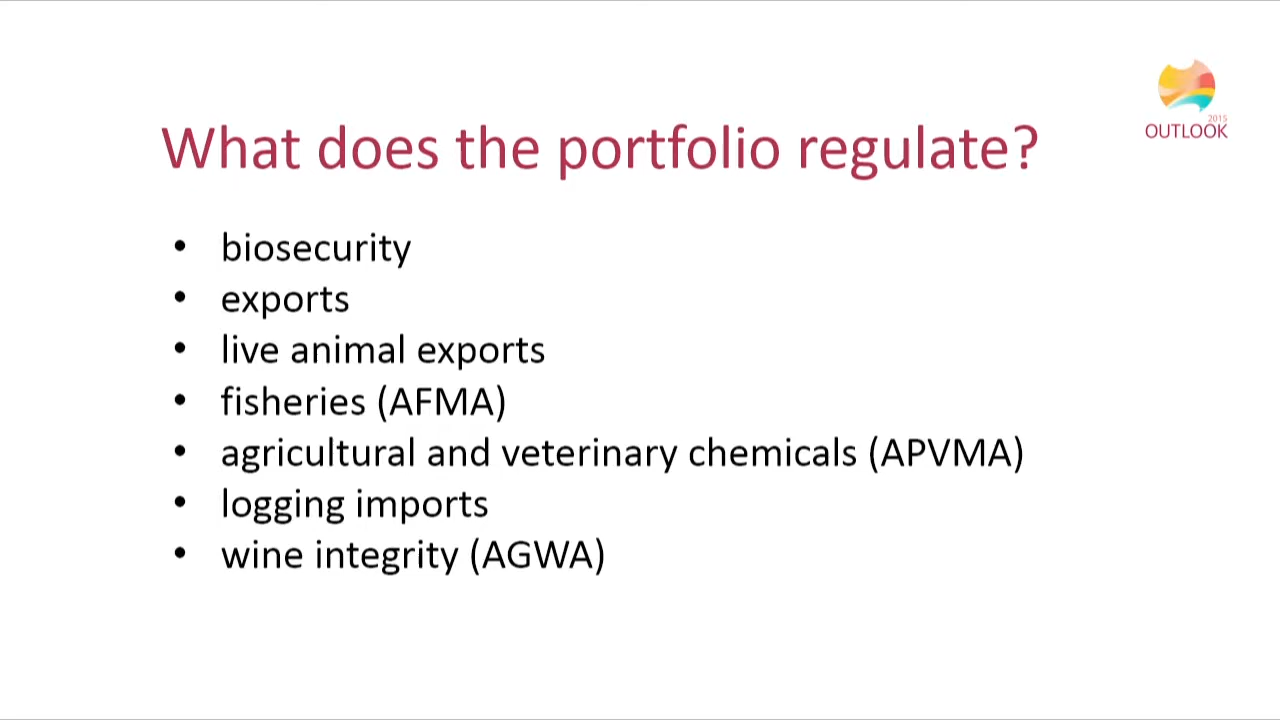 2015
OUTLOOK
What does the portfolio regulate?
• biosecurity
• exports
• live animal exports
• fisheries (AFMA)
• agricultural and veterinary chemicals (APVMA)
• logging imports
• wine integrity (AGWA)